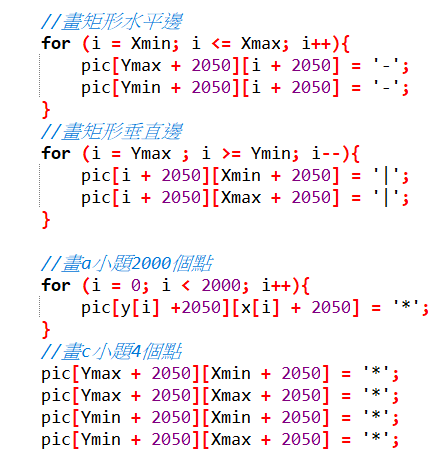 //畫矩形水平邊
for (i = Xmin; i <= Xmax; i++){
    pic[Ymax + 2050][i + 2050] = '-';
    pic[Ymin + 2050][i + 2050] = '-';
}
//畫矩形垂直邊
for (i = Ymax ; i >= Ymin; i--){
    pic[i + 2050][Xmin + 2050] = '|';
    pic[i + 2050][Xmax + 2050] = '|';
}

//畫a小題2000個點
for (i = 0; i < 2000; i++){
    pic[y[i] +2050][x[i] + 2050] = '*';
}
//畫c小題4個點
pic[Ymax + 2050][Xmin + 2050] = '*';
pic[Ymax + 2050][Xmax + 2050] = '*';
pic[Ymin + 2050][Xmin + 2050] = '*';
pic[Ymin + 2050][Xmax + 2050] = '*';